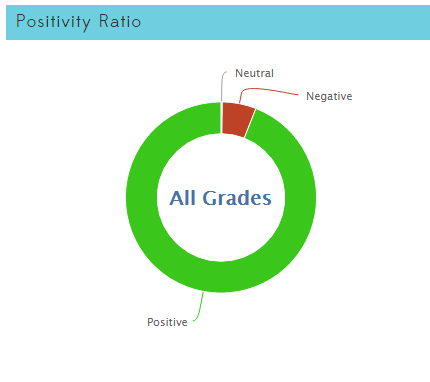 Positivity Ratio
Neutral
Negative
All Grades
Positive